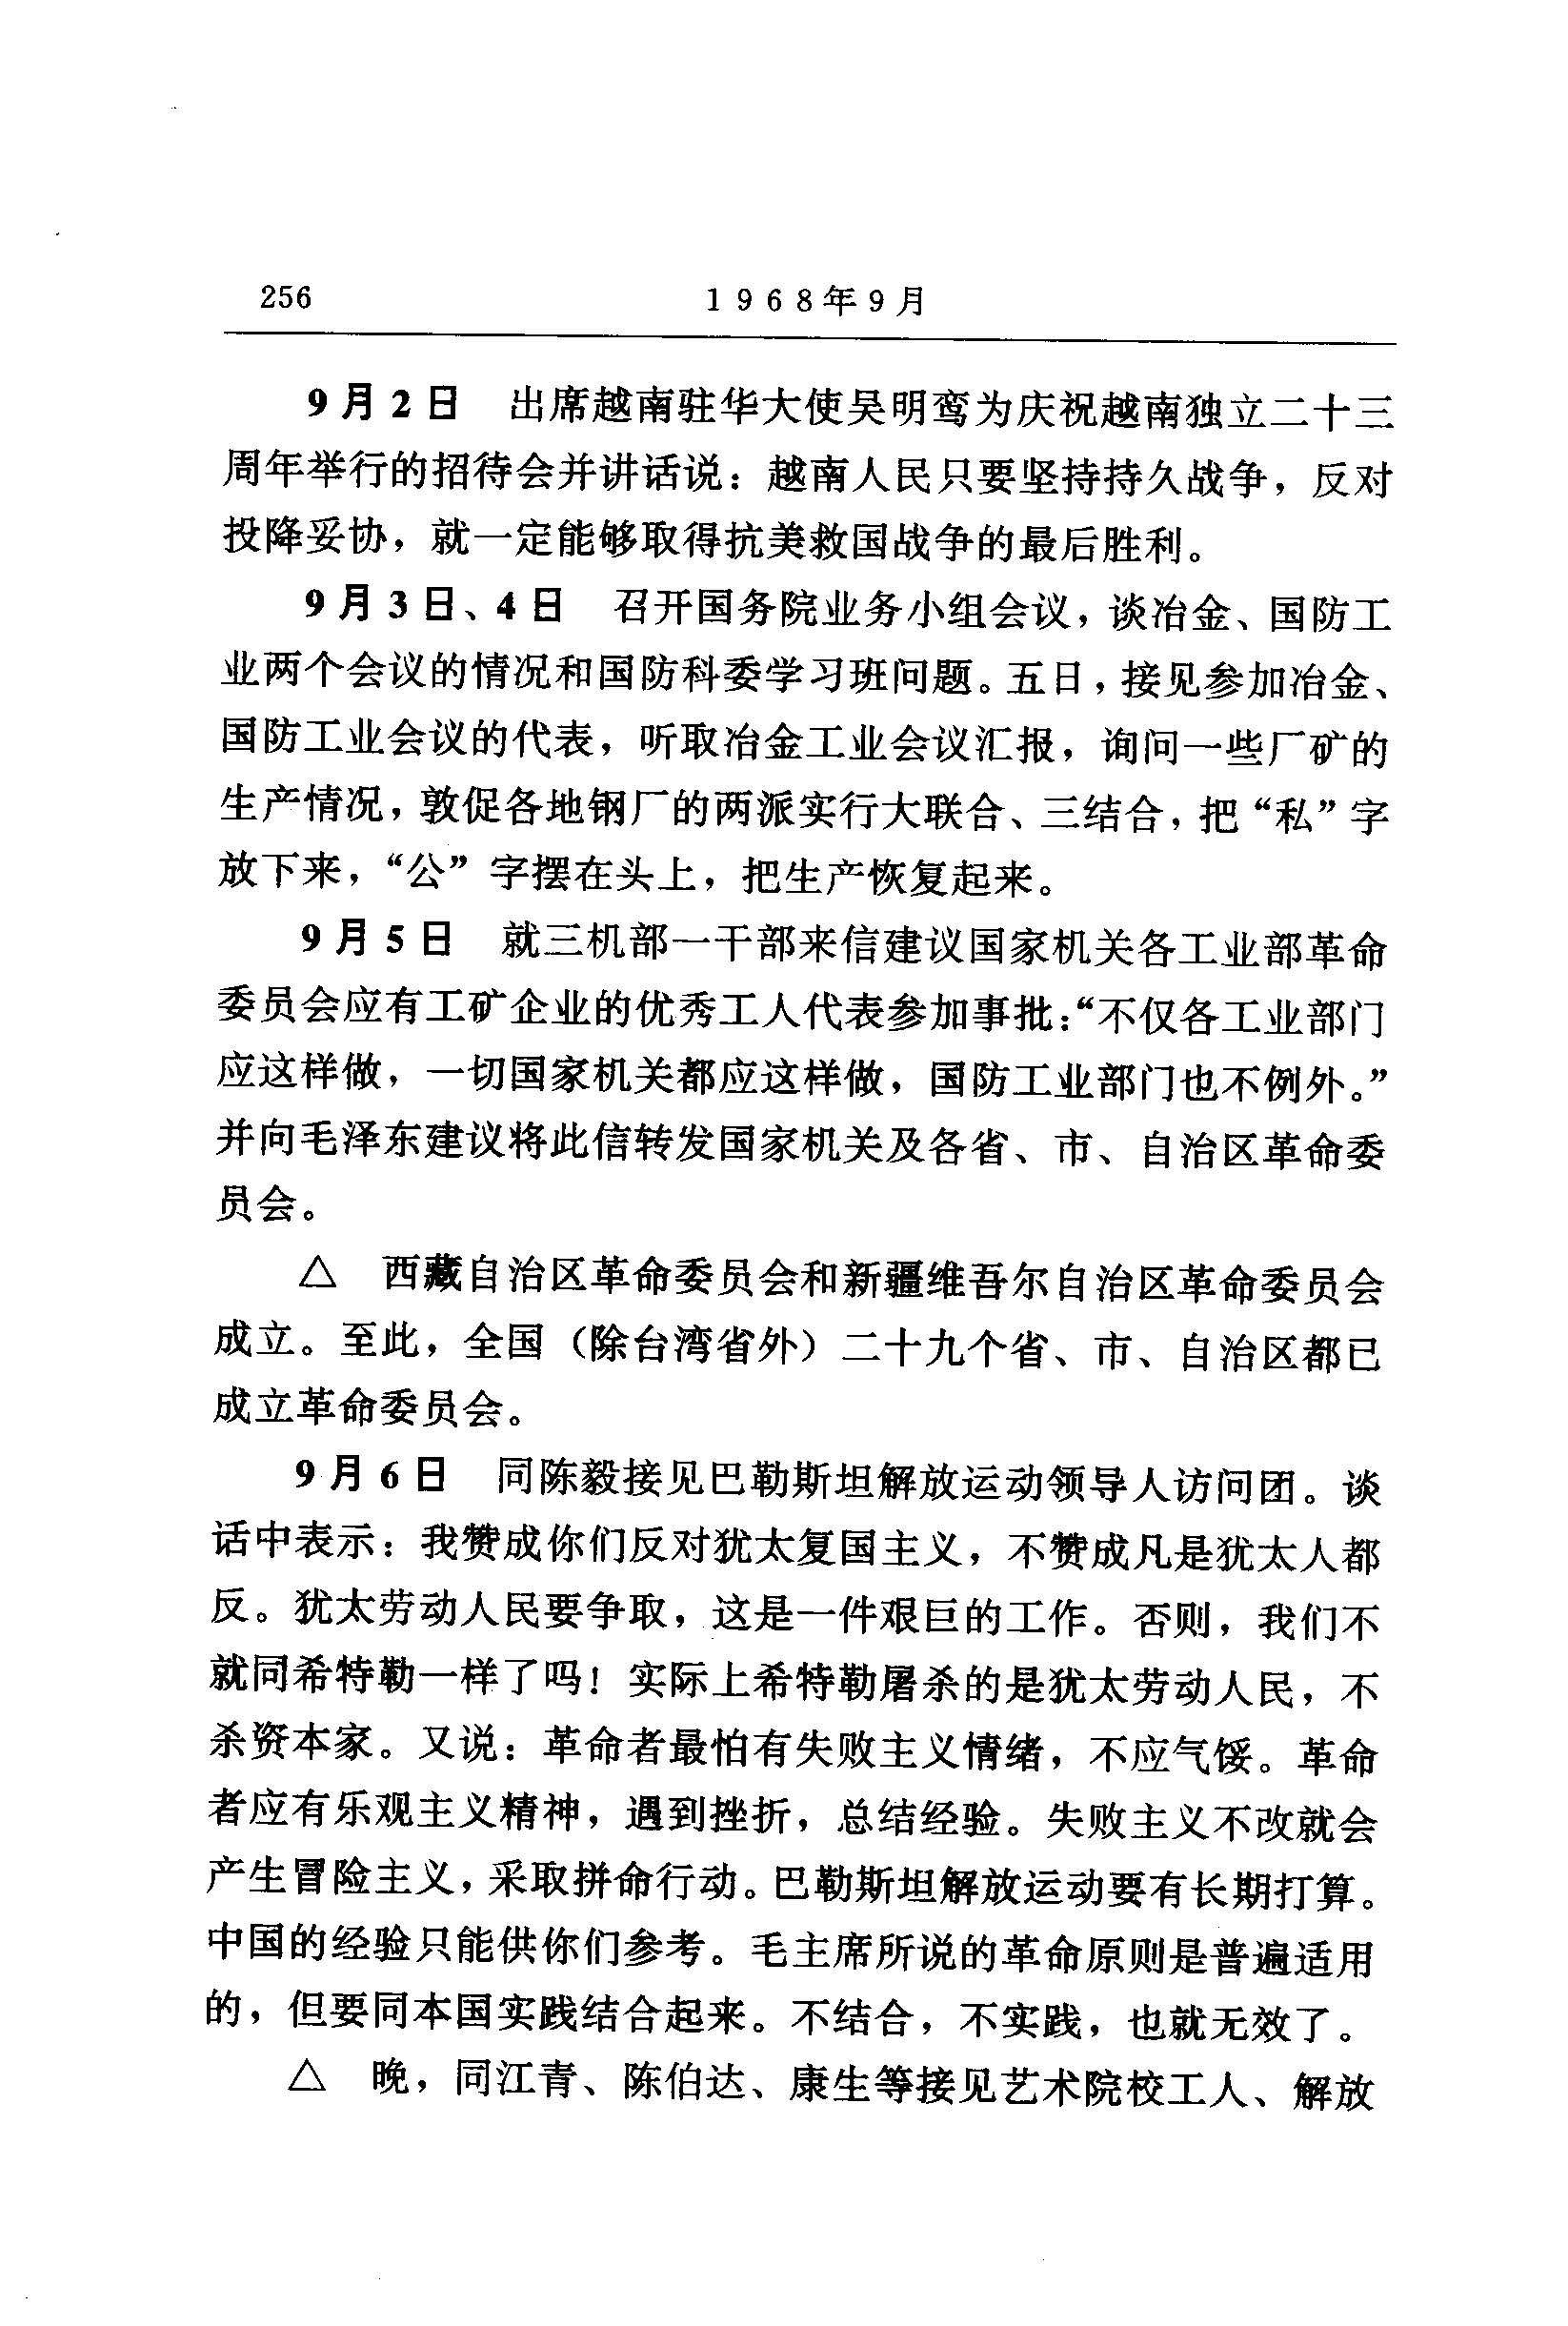 256
1968年9月
9月2日 出席越南驻华大使吴明鸾为庆祝越南独立二十三
周年举行的招待会并讲话说：越南人民只要坚持持久战争，反对
投降妥协，就一定能够取得抗美救国战争的最后胜利。
9月3日、4日 召开国务院业务小组会议，谈冶金、国防工
业两个会议的情况和国防科委学习班问题。五日，接见参加冶金、
国防工业会议的代表，听取冶金工业会议汇报，询问一些厂矿的
生产情况，敦促各地钢厂的两派实行大联合、三结合，把“私”字
放下来，“公”字摆在头上，把生产恢复起来。
9月5日 就三机部一干部来信建议国家机关各工业部革命
委员会应有工矿企业的优秀工人代表参加事批：“不仅各工业部门
应这样做，一切国家机关都应这样做，国防工业部门也不例外。”
并向毛泽东建议将此信转发国家机关及各省、市、自治区革命委
员会。
△ 西藏自治区革命委员会和新疆维吾尔自治区革命委员会
成立。至此，全国（除台湾省外）二十九个省、市、自治区都已
成立革命委员会。
9月6日 同陈毅接见巴勒斯坦解放运动领导人访问团。谈
话中表示：我赞成你们反对犹太复国主义，不赞成凡是犹太人都
反。犹太劳动人民要争取，这是一件艰巨的工作。否则，我们不
就同希特勒一样了吗！实际上希特勒屠杀的是犹太劳动人民，不
杀资本家。又说：革命者最怕有失败主义情绪，不应气馁。革命
者应有乐观主义精神，遇到挫折，总结经验。失败主义不改就会
产生冒险主义，采取拼命行动。巴勒斯坦解放运动要有长期打算。
中国的经验只能供你们参考。毛主席所说的革命原则是普遍适用
的，但要同本国实践结合起来。不结合，不实践，也就无效了。
△ 晚，同江青、陈伯达、康生等接见艺术院校工人、解放